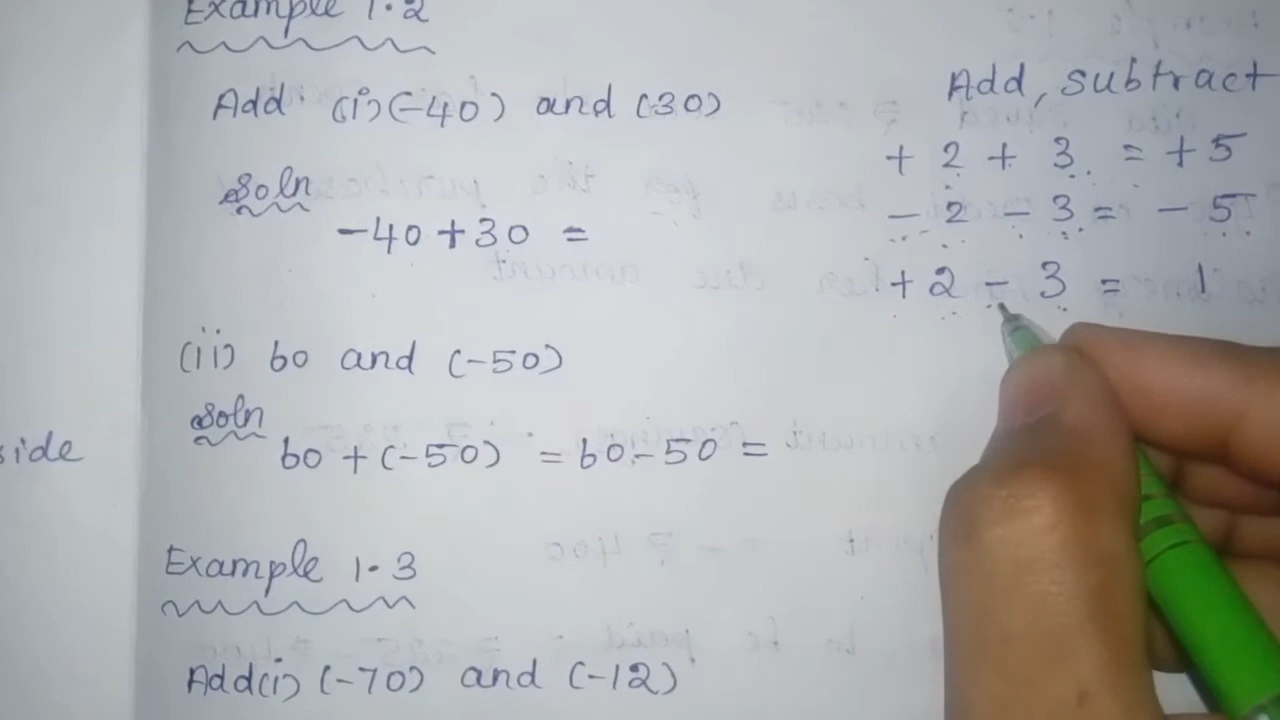 Example 1.2
Add (i) (-40) and (30)
Soln
-40 + 30 =
(ii) 60 and (-50)
Soln
60 + (-50) = 60 - 50 =
Example 1.3
Add (i) (-70) and (-12)
side
Add, subtract
+ 2 + 3 = + 5
- 2 - 3 = - 5
+ 2 - 3 = 1